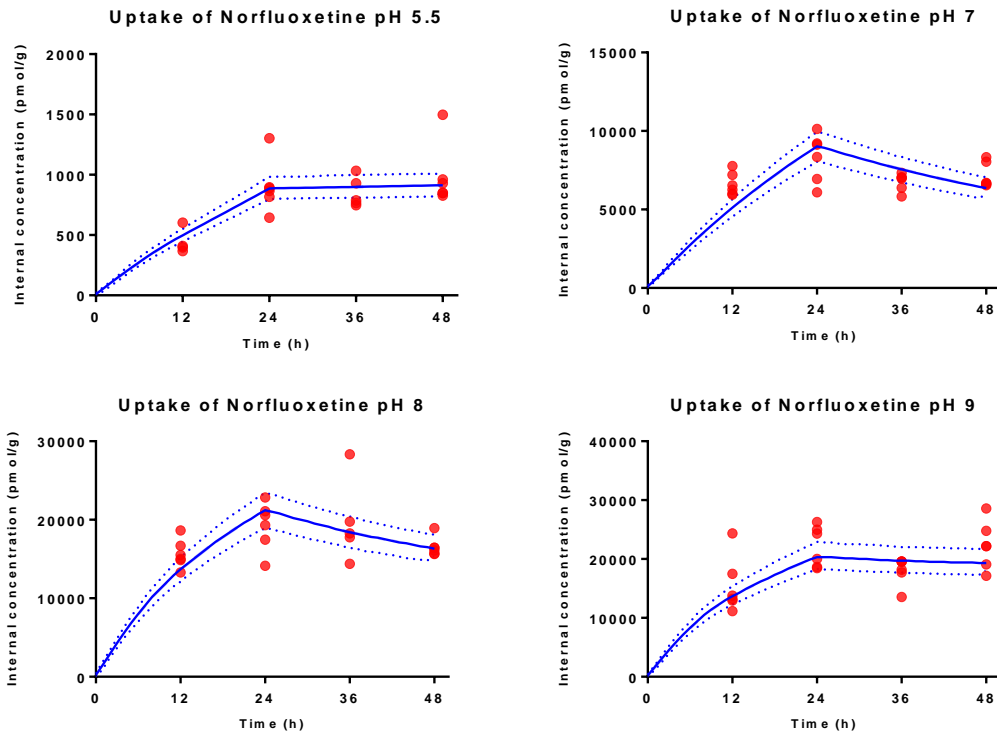 Uptake of Norfluoxetine pH 5.5
Internal concentration (pmol/g)
2000
1500
1000
500
0
0 12 24 36 48
Time (h)
Uptake of Norfluoxetine pH 7
Internal concentration (pmol/g)
15000
10000
5000
0
0 12 24 36 48
Time (h)
Uptake of Norfluoxetine pH 8
Internal concentration (pmol/g)
30000
20000
10000
0
0 12 24 36 48
Time (h)
Uptake of Norfluoxetine pH 9
Internal concentration (pmol/g)
40000
30000
20000
10000
0
0 12 24 36 48
Time (h)